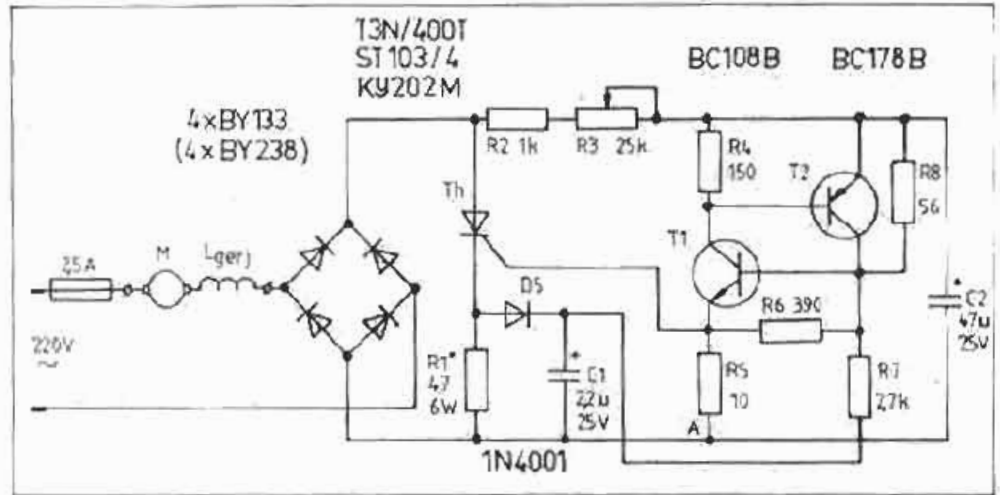 T3N/400T
ST103/4
KY202M
BC108B
BC178B
4xBY133
(4xBY238)
R2 1k
R3 25k
R4
150
T2
R8
56
Th
M
Lgerj
T1
D5
R6 390
C2
47u
25V
220V
~
R1*
47
6W
C1
22u
25V
R5
10
R7
2,7k
A
1N4001